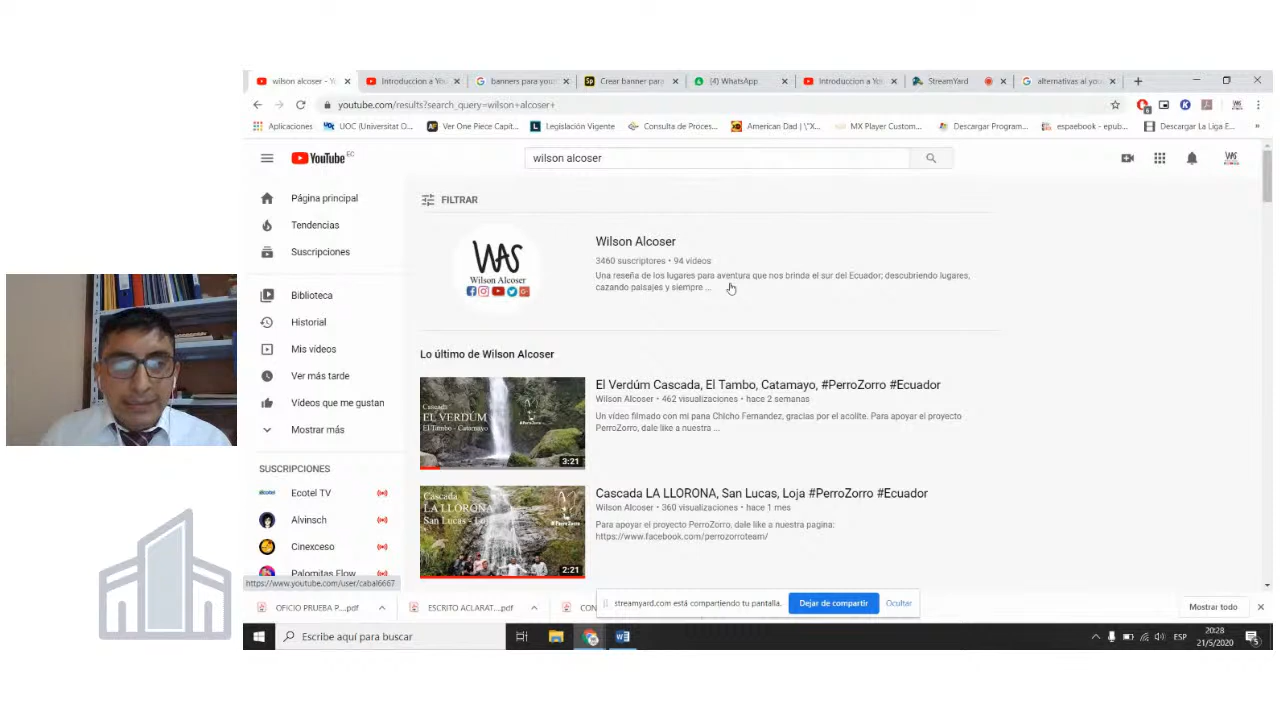 wilson alcoser - Yo
Introduccion a You
banners para yout
Crear banner para
(4) WhatsApp
Introduccion a You
StreamYard
alternativas al you
youtube.com/results?search_query=wilson+alcoser+
Aplicaciones
UOC (Universitat D...
Ver One Piece Capit...
Legislación Vigente
Consulta de Proces...
American Dad | "X...
MX Player Custom...
Descargar Program...
espaebook - epub...
Descargar La Liga E...
YouTube EC
wilson alcoser
Página principal
Tendencias
Suscripciones
Biblioteca
Historial
Mis vídeos
Ver más tarde
Vídeos que me gustan
Mostrar más
SUSCRIPCIONES
Ecotel TV
Alvinsch
Cinexceso
Palomitas Flow
https://www.youtube.com/user/cabal6667
FILTRAR
WAS
Wilson Alcoser
Wilson Alcoser
3460 suscriptores • 94 vídeos
Una reseña de los lugares para aventura que nos brinda el sur del Ecuador; descubriendo lugares,
cazando paisajes y siempre ...
Lo último de Wilson Alcoser
Cascada
EL VERDÚM
El Tambo - Catamayo
3:21
El Verdúm Cascada, El Tambo, Catamayo, #PerroZorro #Ecuador
Wilson Alcoser • 462 visualizaciones • hace 2 semanas
Un vídeo filmado con mi pana Chicho Fernandez, gracias por el acolite. Para apoyar el proyecto
PerroZorro, dale like a nuestra ...
Cascada
LA LLORONA
San Lucas - Loja
2:21
Cascada LA LLORONA, San Lucas, Loja #PerroZorro #Ecuador
Wilson Alcoser • 360 visualizaciones • hace 1 mes
Para apoyar el proyecto PerroZorro, dale like a nuestra pagina:
https://www.facebook.com/perrozorroteam/
OFICIO PRUEBA P....pdf
ESCRITO ACLARAT....pdf
CON
streamyard.com está compartiendo tu pantalla.
Dejar de compartir
Ocultar
Mostrar todo
Escribe aquí para buscar
ESP
20:28
21/5/2020